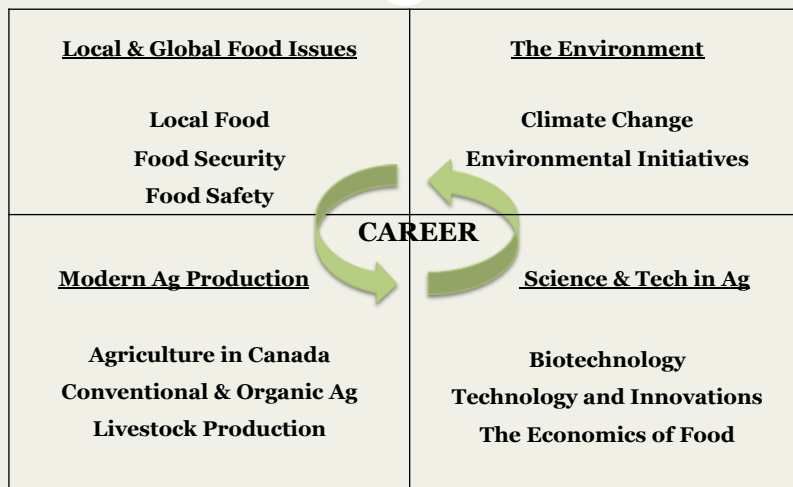 Local & Global Food Issues
Local Food
Food Security
Food Safety
The Environment
Climate Change
Environmental Initiatives
CAREER
Modern Ag Production
Agriculture in Canada
Conventional & Organic Ag
Livestock Production
Science & Tech in Ag
Biotechnology
Technology and Innovations
The Economics of Food